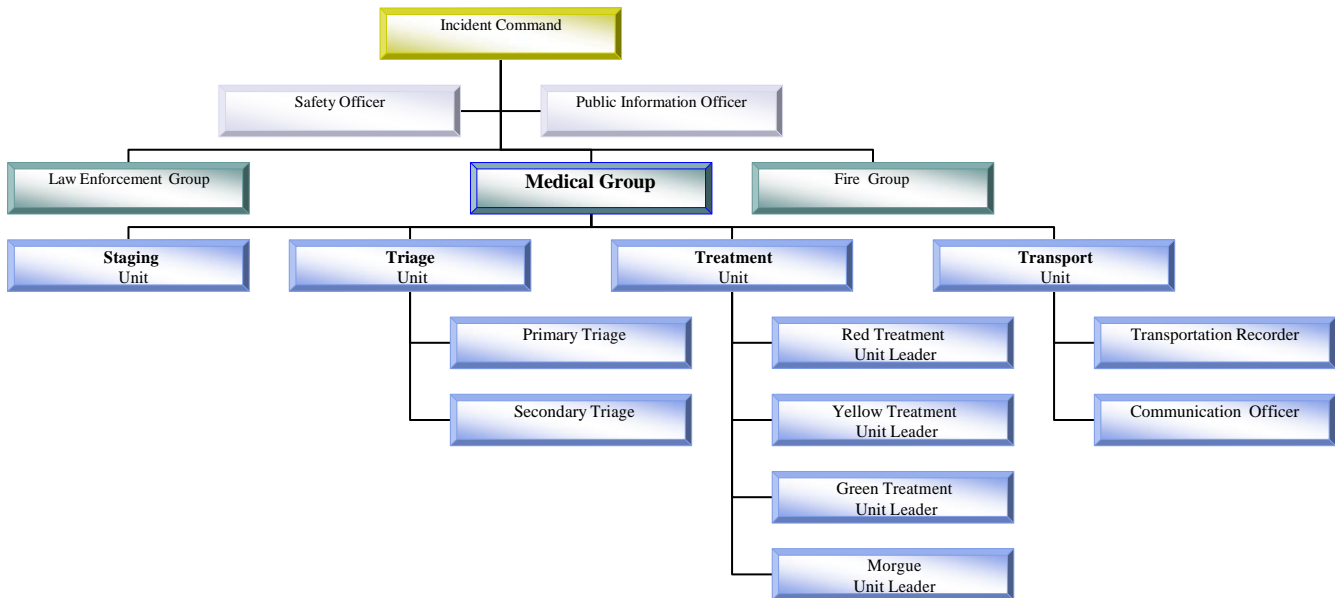 Incident Command
Safety Officer
Public Information Officer
Law Enforcement Group
Medical Group
Fire Group
Staging
Unit
Triage
Unit
Treatment
Unit
Transport
Unit
Primary Triage
Secondary Triage
Red Treatment
Unit Leader
Yellow Treatment
Unit Leader
Green Treatment
Unit Leader
Morgue
Unit Leader
Transportation Recorder
Communication Officer